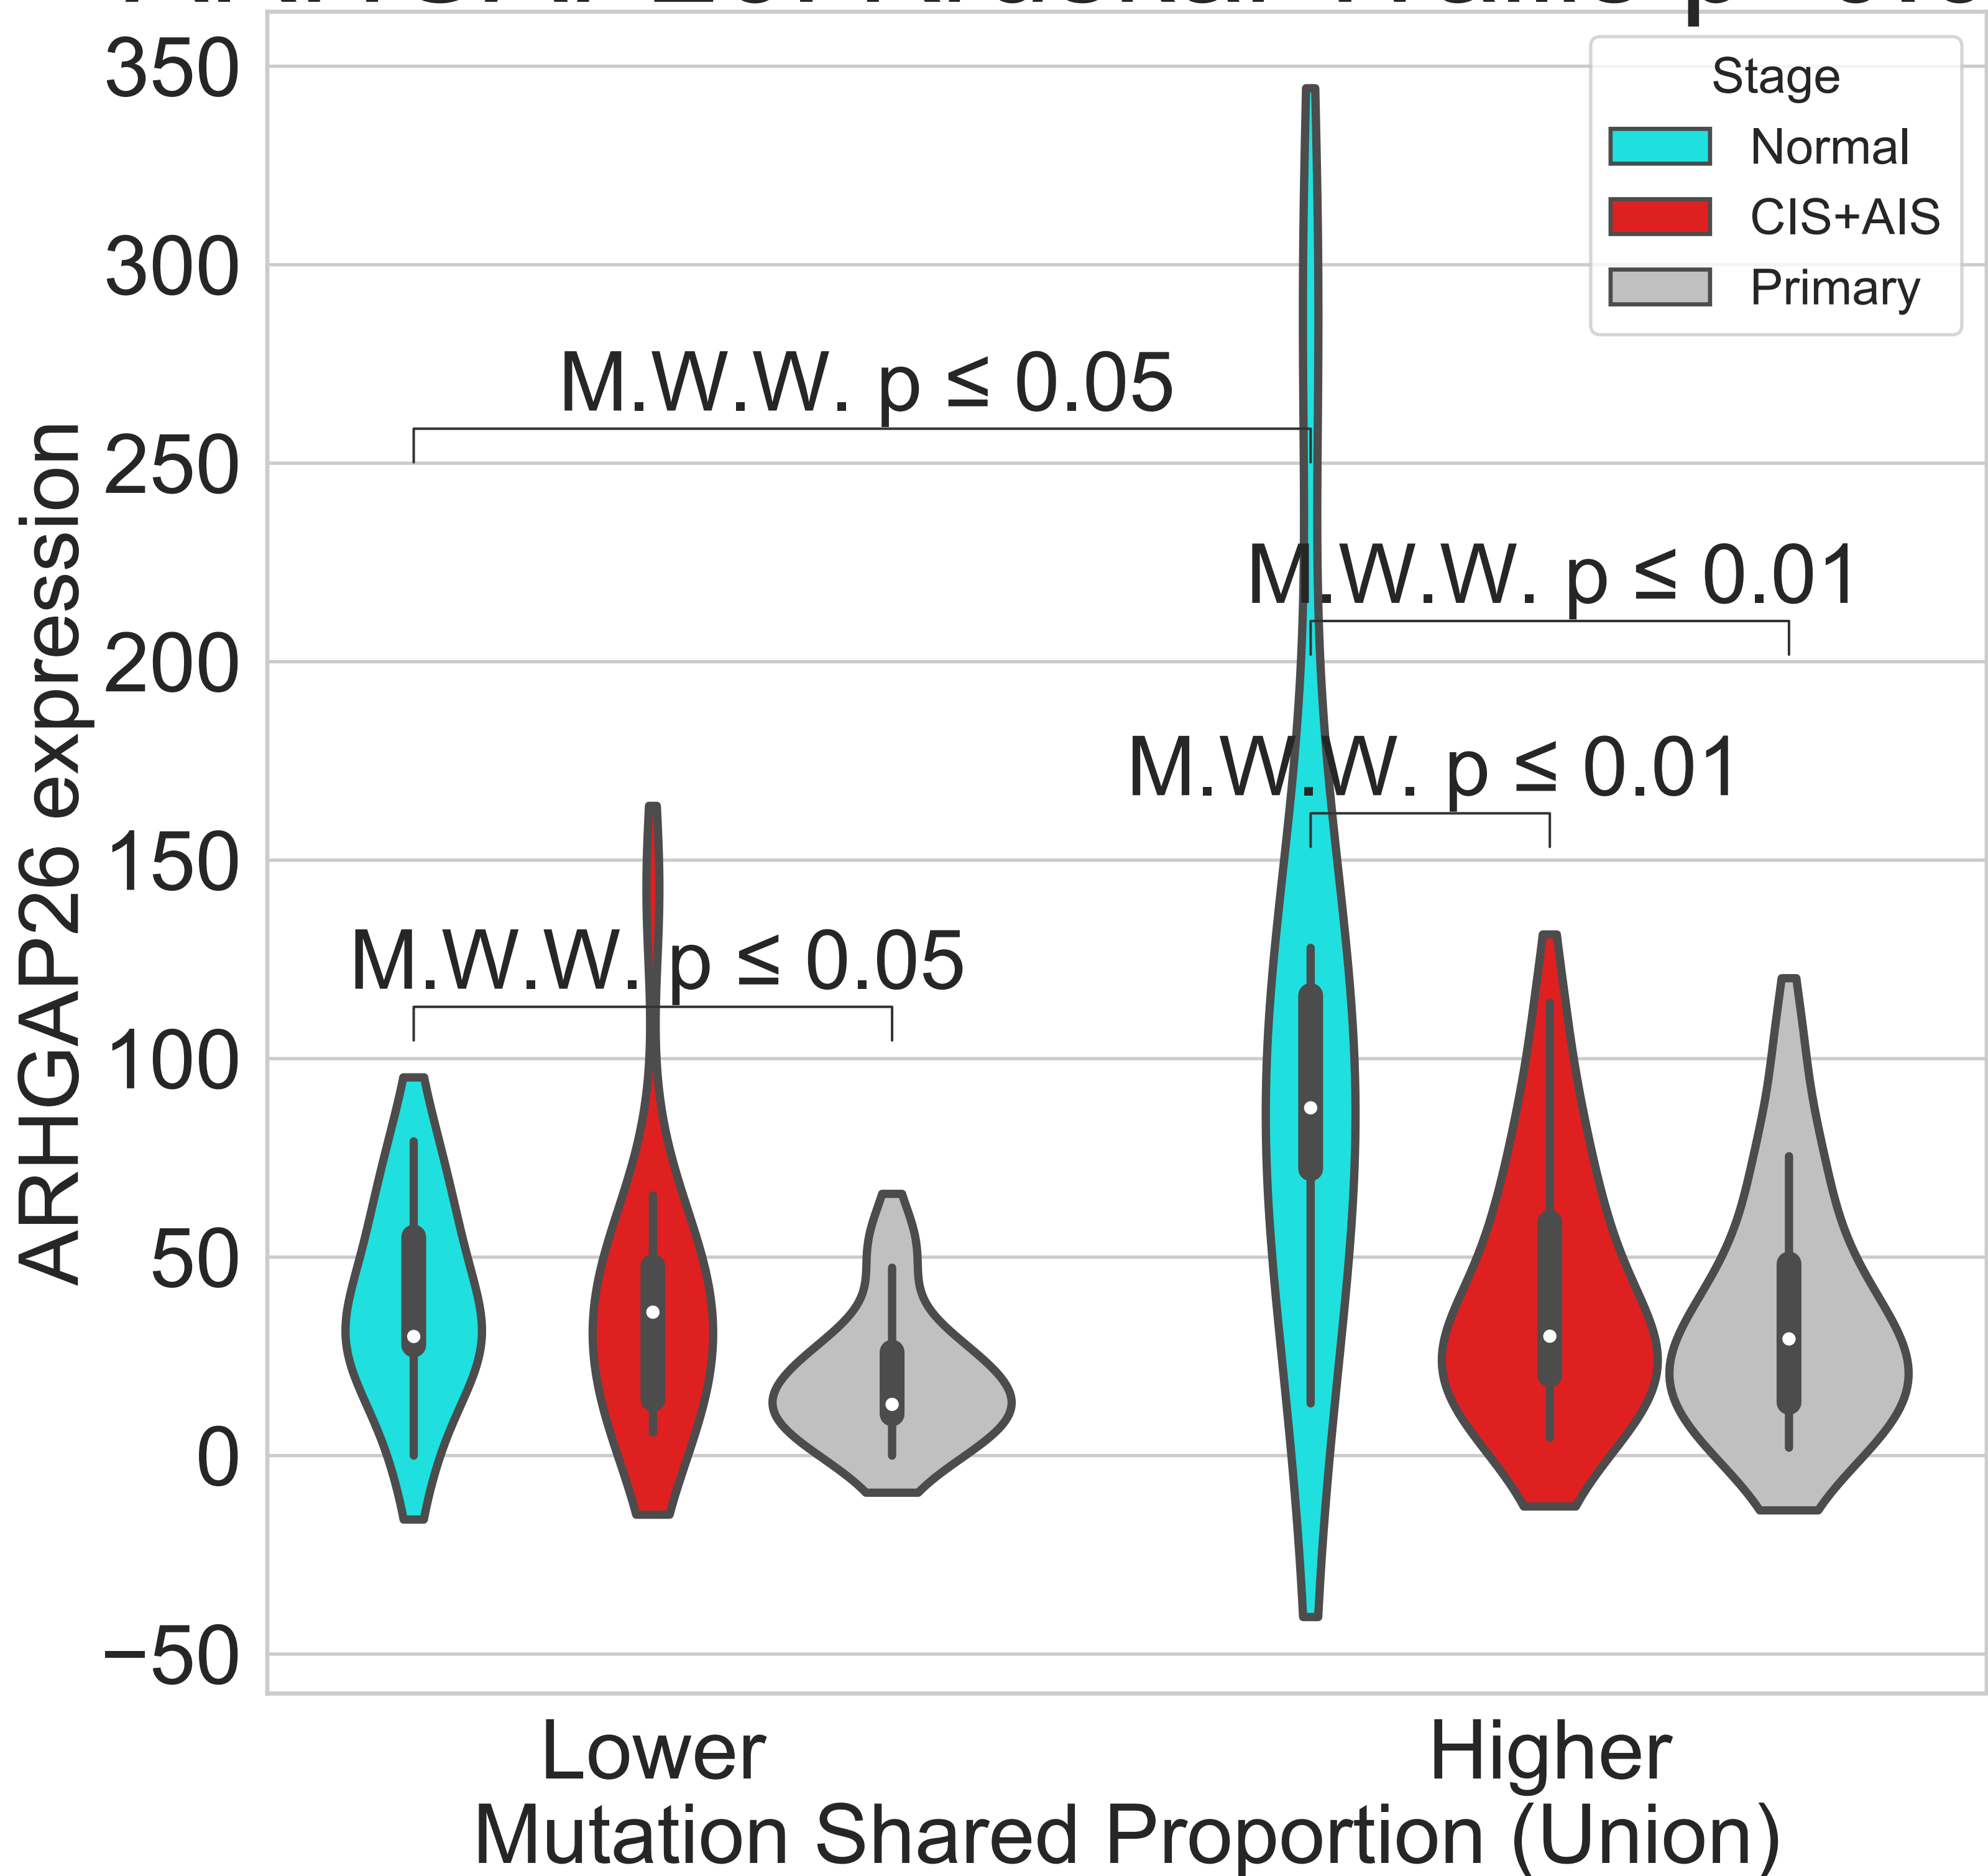 Stage
Normal
CIS+AIS
Primary
350
300
250
200
150
100
50
0
−50
ARHGAP26 expression
M.W.W. p ≤ 0.05
M.W.W. p ≤ 0.01
M.W.W. p ≤ 0.01
M.W.W. p ≤ 0.05
Lower
Higher
Mutation Shared Proportion (Union)